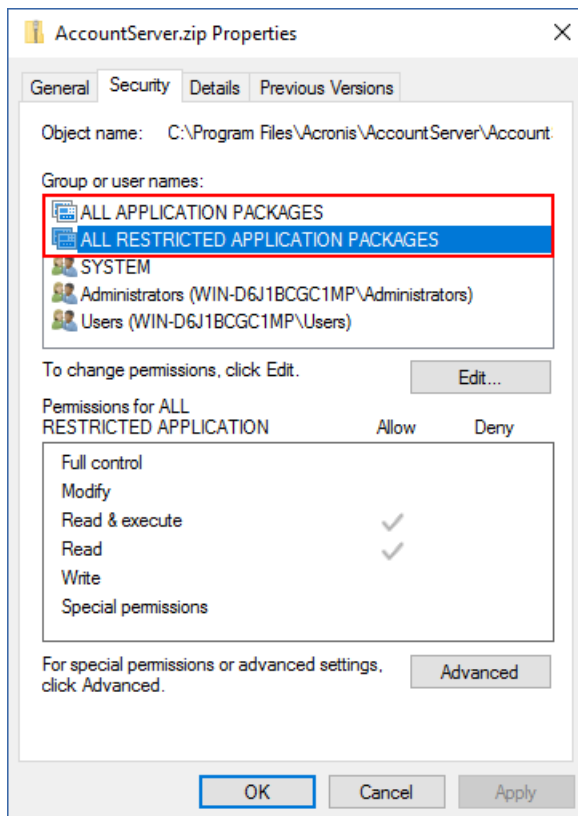 AccountServer.zip Properties
General Security Details Previous Versions
Object name: C:\Program Files\Acronis\AccountServer\Account
Group or user names:
ALL APPLICATION PACKAGES
ALL RESTRICTED APPLICATION PACKAGES
SYSTEM
Administrators (WIN-D6J1BCGC1MP\Administrators)
Users (WIN-D6J1BCGC1MP\Users)
To change permissions, click Edit.
Edit...
Permissions for ALL
RESTRICTED APPLICATION Allow Deny
Full control
Modify
Read & execute
Read
Write
Special permissions
For special permissions or advanced settings,
click Advanced.
Advanced
OK Cancel Apply